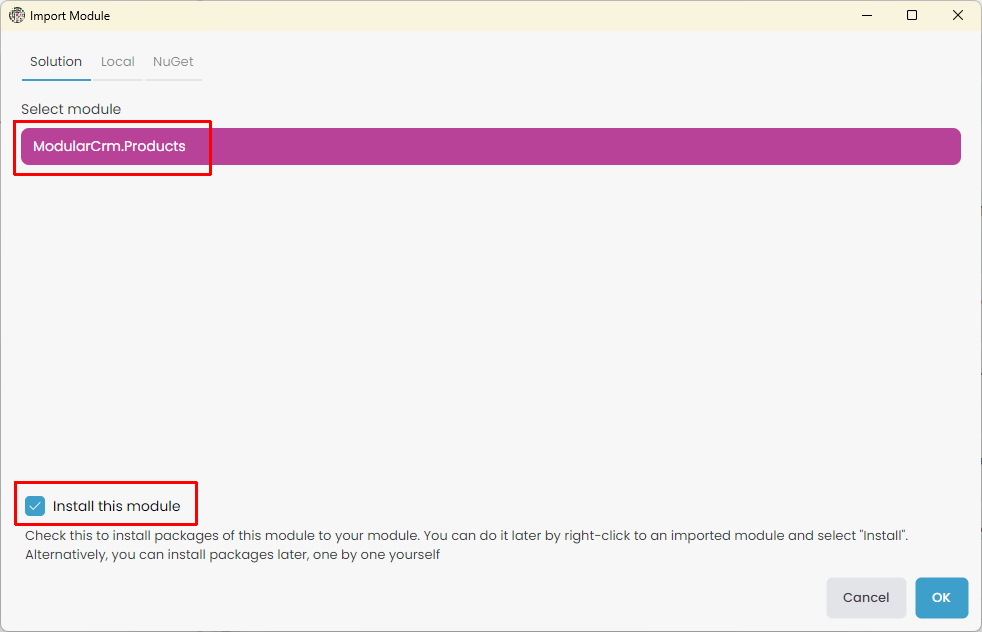 Import Module
Solution Local NuGet
Select module
ModularCrm.Products
Install this module
Check this to install packages of this module to your module. You can do it later by right-click to an imported module and select "Install".
Alternatively, you can install packages later, one by one yourself
Cancel OK